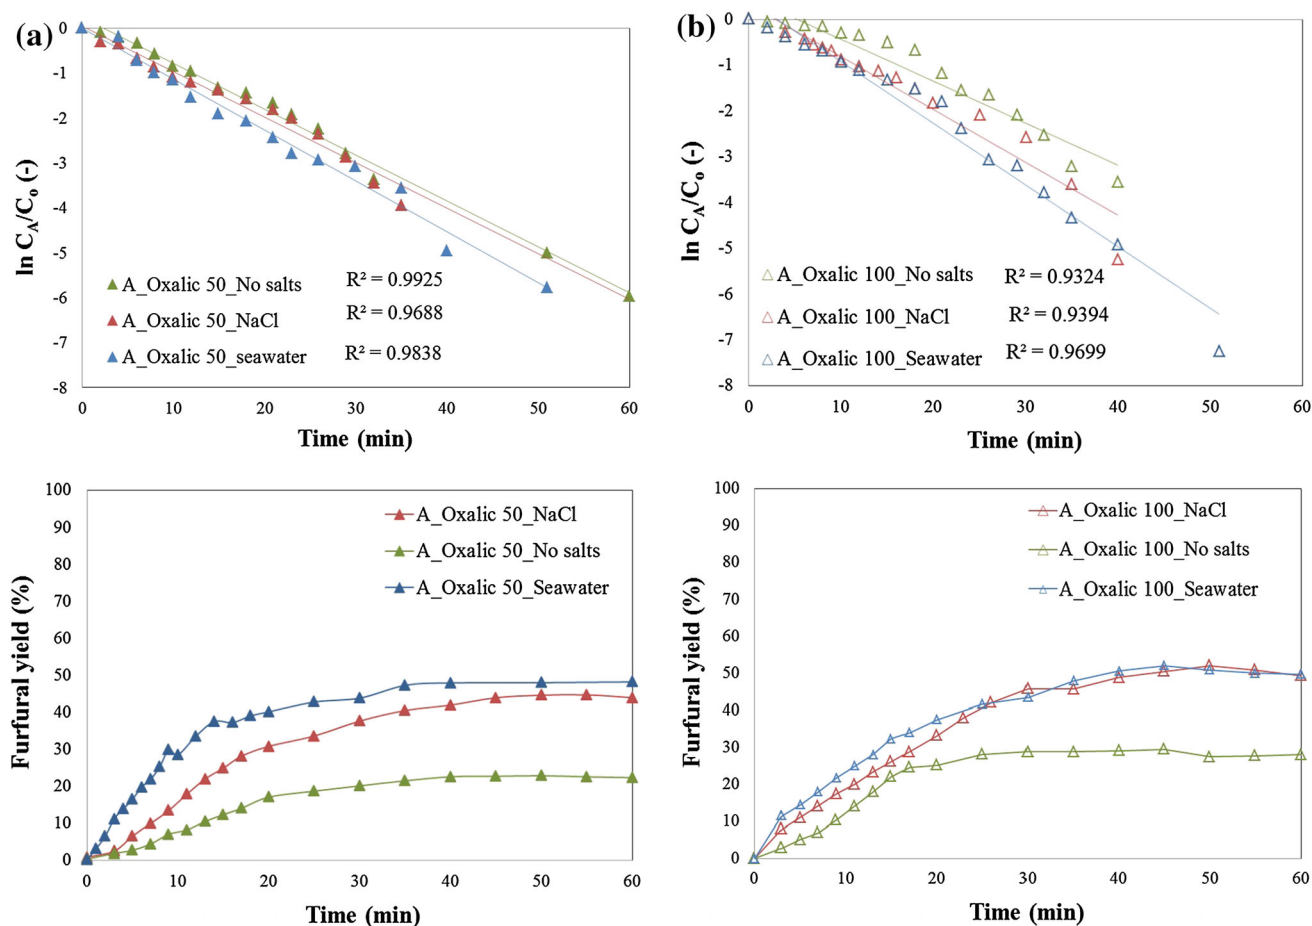 (a)
0
-1
-2
-3
-4
-5
-6
-7
-8
ln C_A/C_o (-)
A_Oxalic 50_No salts R² = 0.9925
A_Oxalic 50_NaCl R² = 0.9688
A_Oxalic 50_seawater R² = 0.9838
0 10 20 30 40 50 60
Time (min)
(b)
0
-1
-2
-3
-4
-5
-6
-7
-8
ln C_A/C_o (-)
A_Oxalic 100_No salts R² = 0.9324
A_Oxalic 100_NaCl R² = 0.9394
A_Oxalic 100_Seawater R² = 0.9699
0 10 20 30 40 50 60
Time (min)
100
90
80
70
60
50
40
30
20
10
0
Furfural yield (%)
A_Oxalic 50_NaCl
A_Oxalic 50_No salts
A_Oxalic 50_Seawater
0 10 20 30 40 50 60
Time (min)
100
90
80
70
60
50
40
30
20
10
0
Furfural yield (%)
A_Oxalic 100_NaCl
A_Oxalic 100_No salts
A_Oxalic 100_Seawater
0 10 20 30 40 50 60
Time (min)